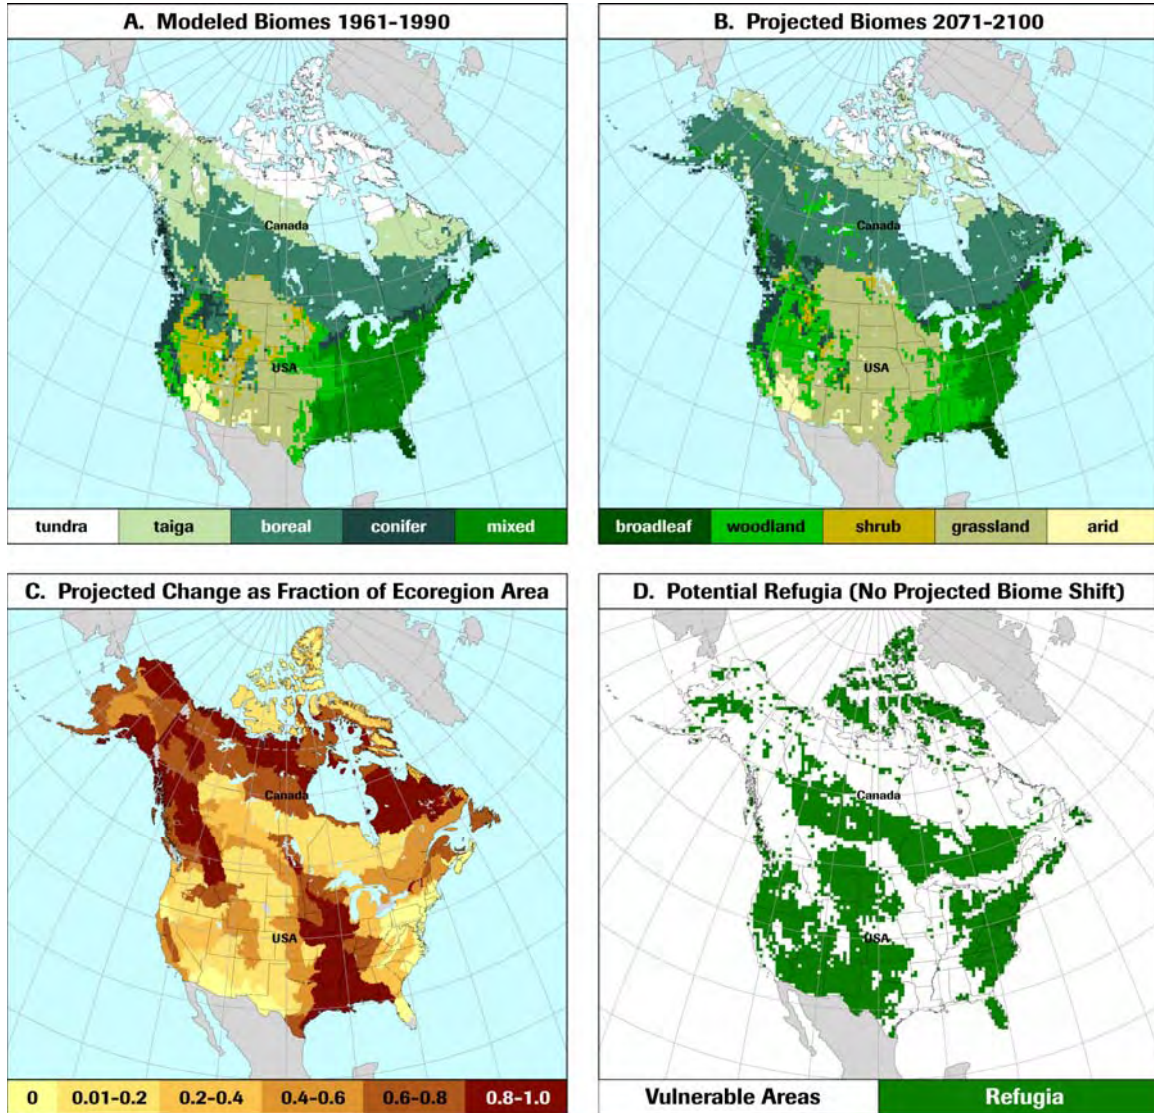 A. Modeled Biomes 1961-1990
Canada
USA
tundra taiga boreal conifer mixed
B. Projected Biomes 2071-2100
Canada
USA
broadleaf woodland shrub grassland arid
C. Projected Change as Fraction of Ecoregion Area
Canada
USA
0 0.01-0.2 0.2-0.4 0.4-0.6 0.6-0.8 0.8-1.0
D. Potential Refugia (No Projected Biome Shift)
Canada
USA
Vulnerable Areas Refugia